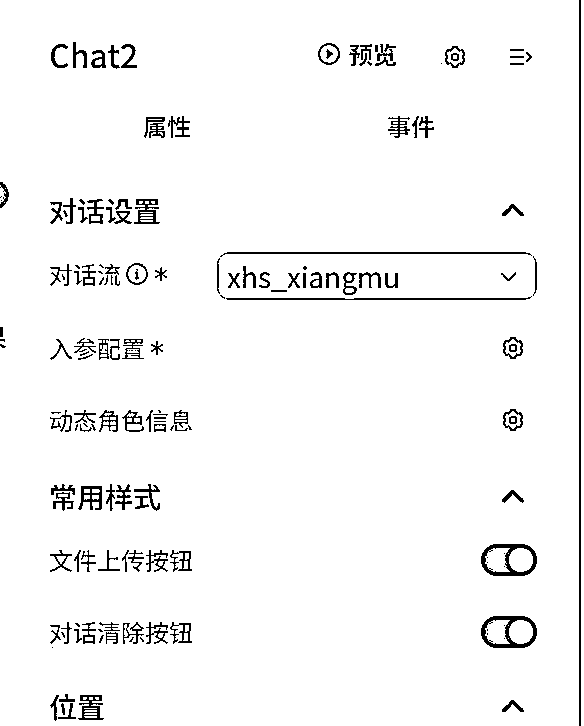 Chat2 预览
属性 事件
对话设置
对话流 * xhs_xiangmu
入参配置 *
动态角色信息
常用样式
文件上传按钮
对话清除按钮
位置